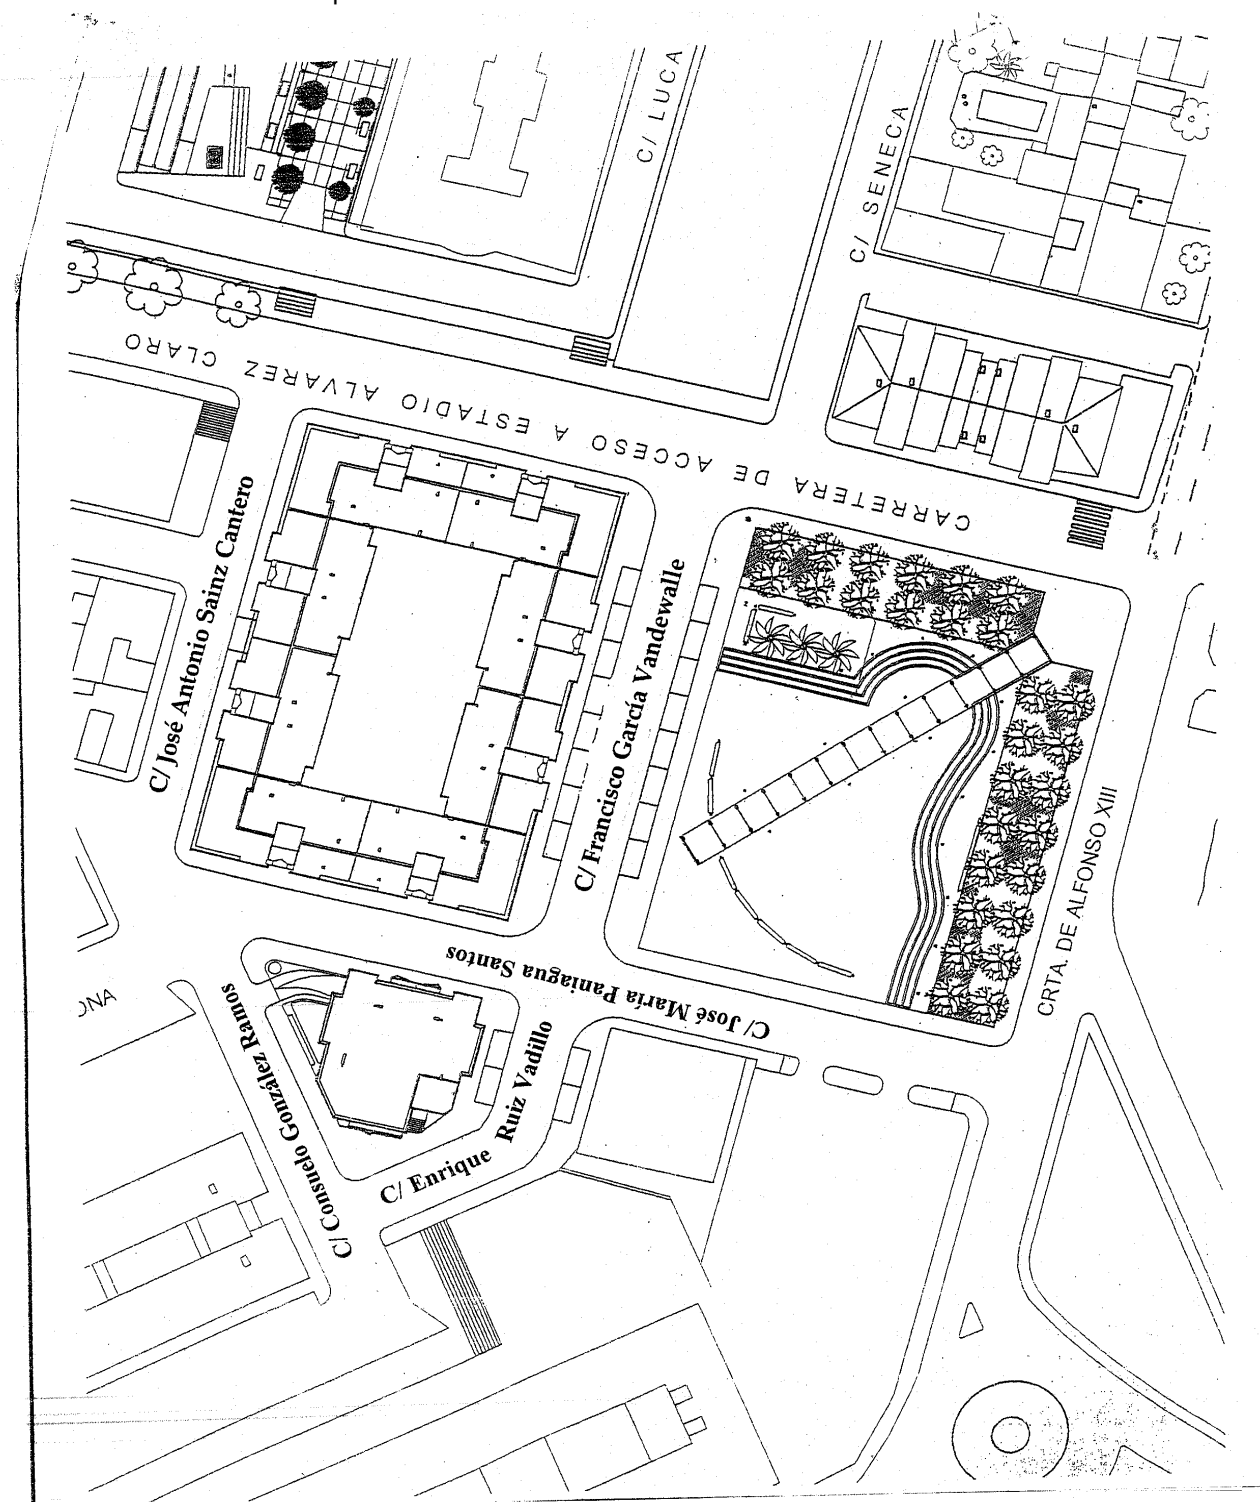 C/ LUCA
C/ SENECA
CARRETERA DE ACCESO A ESTADIO ALVAREZ CLARO
C/ José Antonio Sainz Cantero
C/ Francisco García Vandewalle
CRTA. DE ALFONSO XIII
C/ José María Paniagua Santos
ONA
C/ Consuelo González Ramos
C/ Enrique Ruiz Vadillo